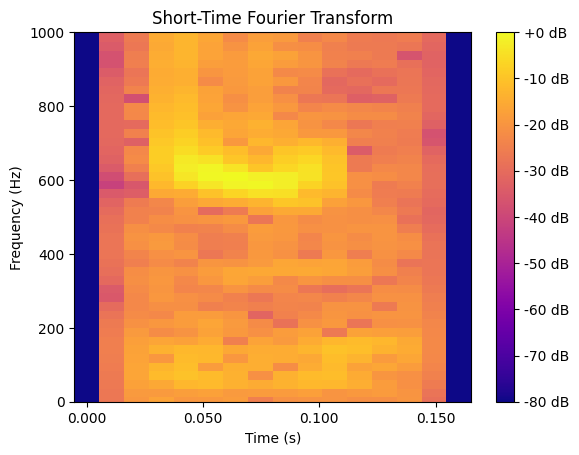 Short-Time Fourier Transform
1000
800
600
400
200
0
Frequency (Hz)
0.000
0.050
0.100
0.150
Time (s)
+0 dB
-10 dB
-20 dB
-30 dB
-40 dB
-50 dB
-60 dB
-70 dB
-80 dB